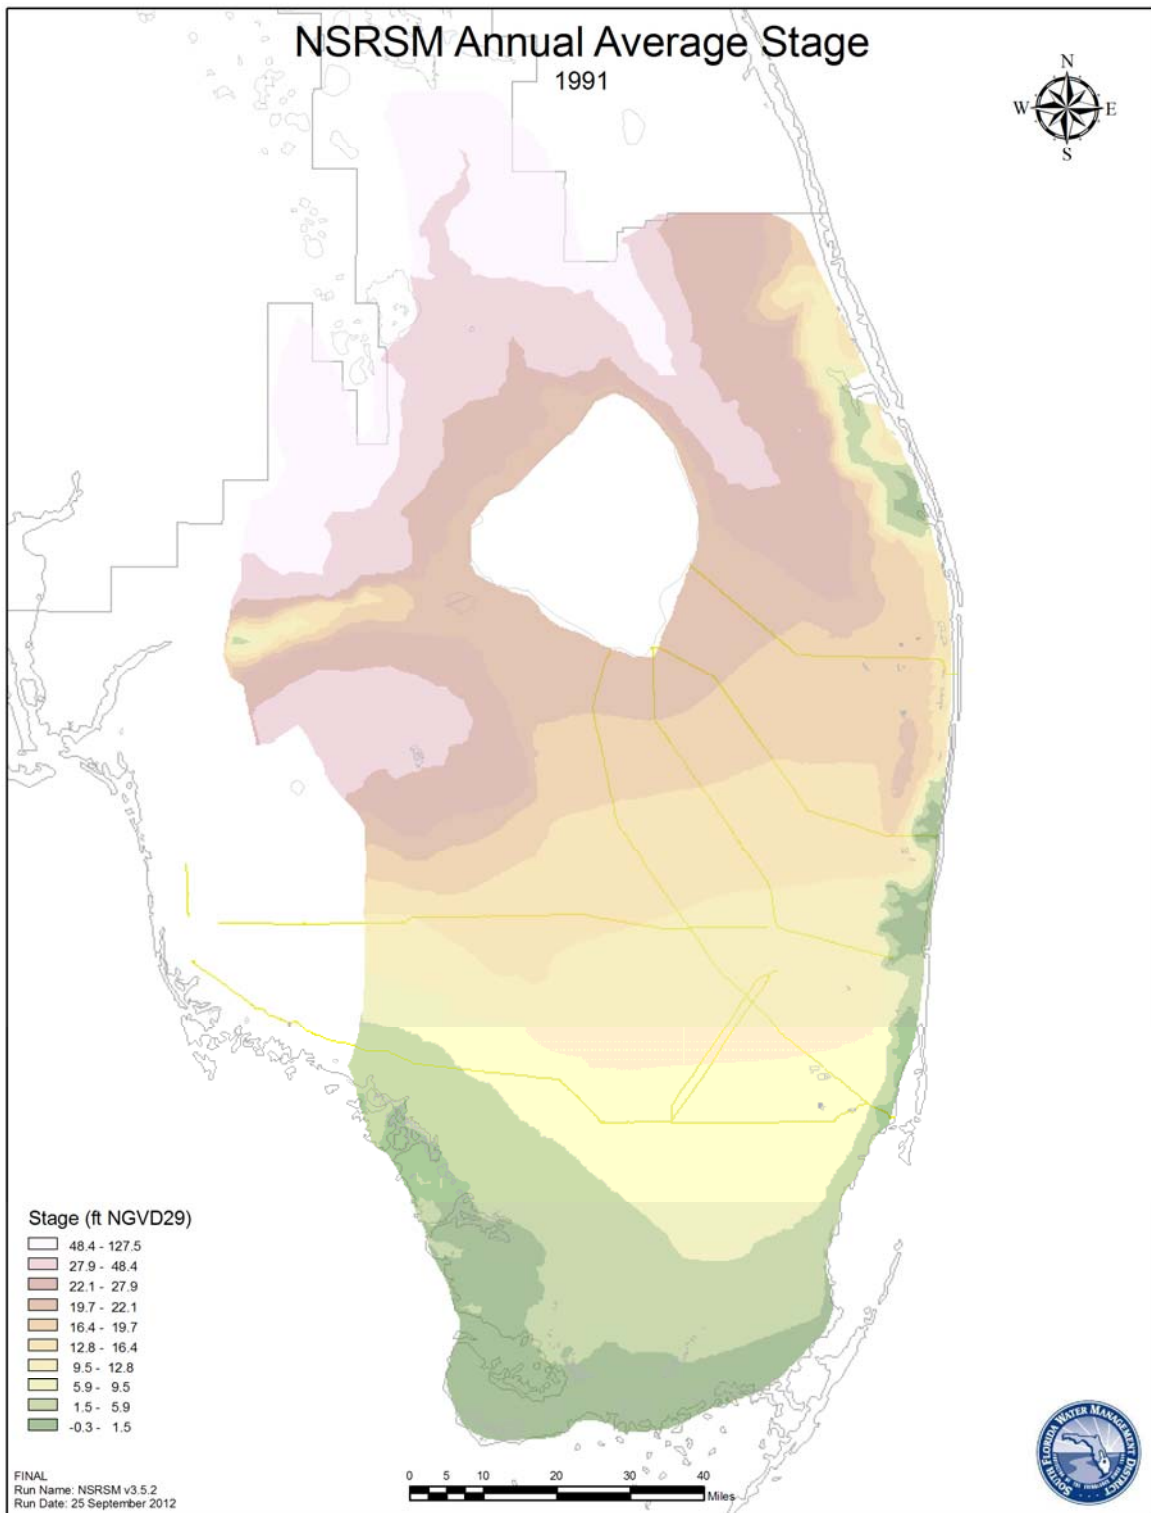 NSRSM Annual Average Stage
1991
N
W E
S
Stage (ft NGVD29)
48.4 - 127.5
27.9 - 48.4
22.1 - 27.9
19.7 - 22.1
16.4 - 19.7
12.8 - 16.4
9.5 - 12.8
5.9 - 9.5
1.5 - 5.9
-0.3 - 1.5
FINAL
Run Name: NSRSM v3.5.2
Run Date: 25 September 2012
0 5 10 20 30 40
Miles
SOUTH FLORIDA WATER MANAGEMENT DISTRICT